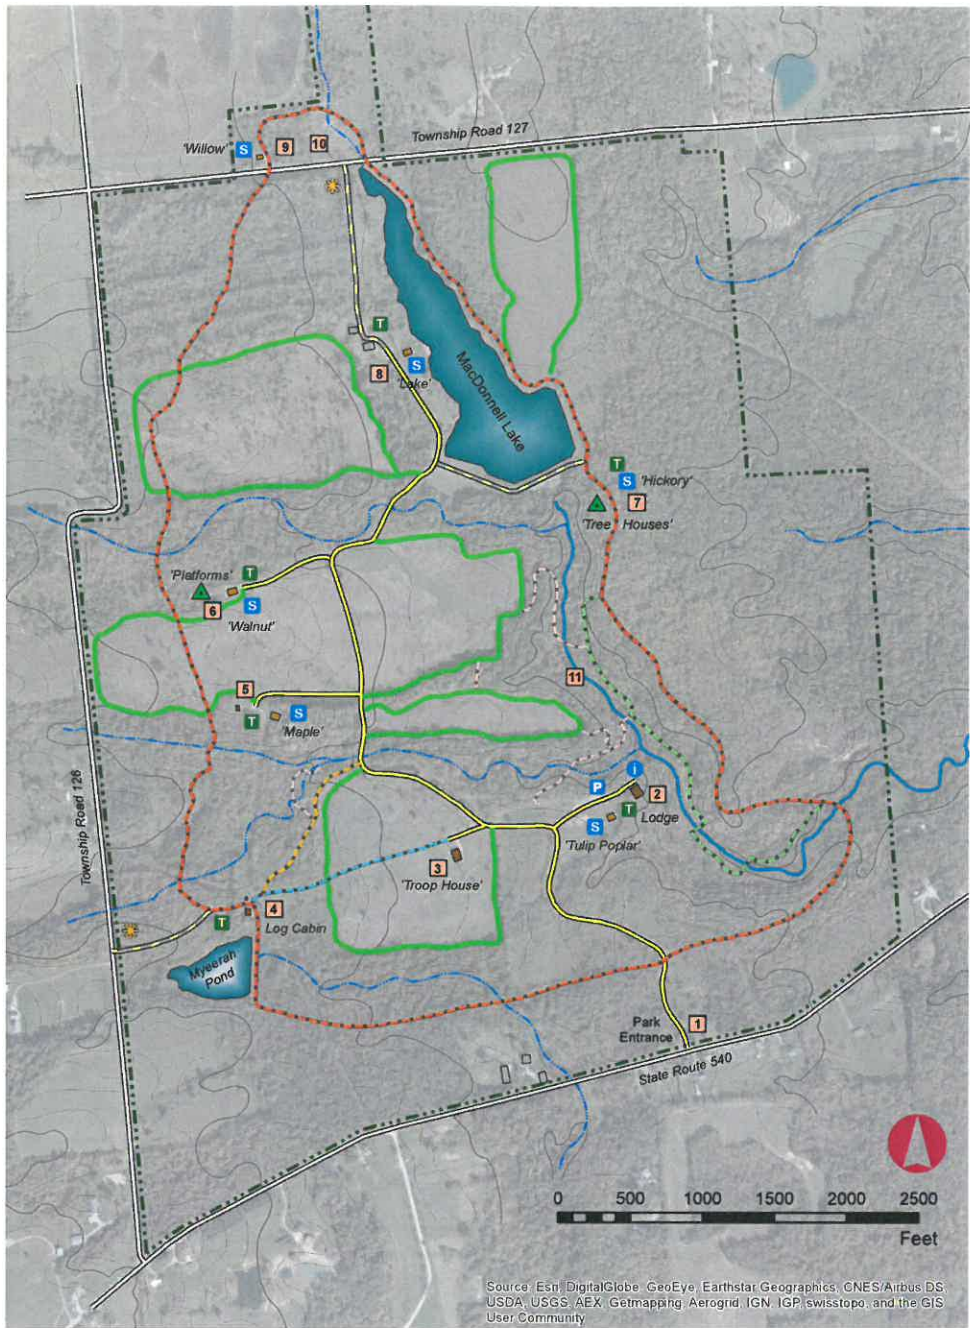 Township Road 127
'Willow'
S
9
10
T
8
S
'Lake'
MacDonnell Lake
T
S
'Hickory'
7
'Tree Houses'
'Platforms'
T
6
S
'Walnut'
11
5
T
S
'Maple'
Township Road 126
i
P
2
T
Lodge
S
'Tulip Poplar'
3
'Troop House'
4
T
Log Cabin
Myeerah
Pond
1
Park
Entrance
State Route 540
0 500 1000 1500 2000 2500
Feet
Source: Esri, DigitalGlobe, GeoEye, Earthstar Geographics, CNES/Airbus DS,
USDA, USGS, AEX, Getmapping, Aerogrid, IGN, IGP, swisstopo, and the GIS
User Community